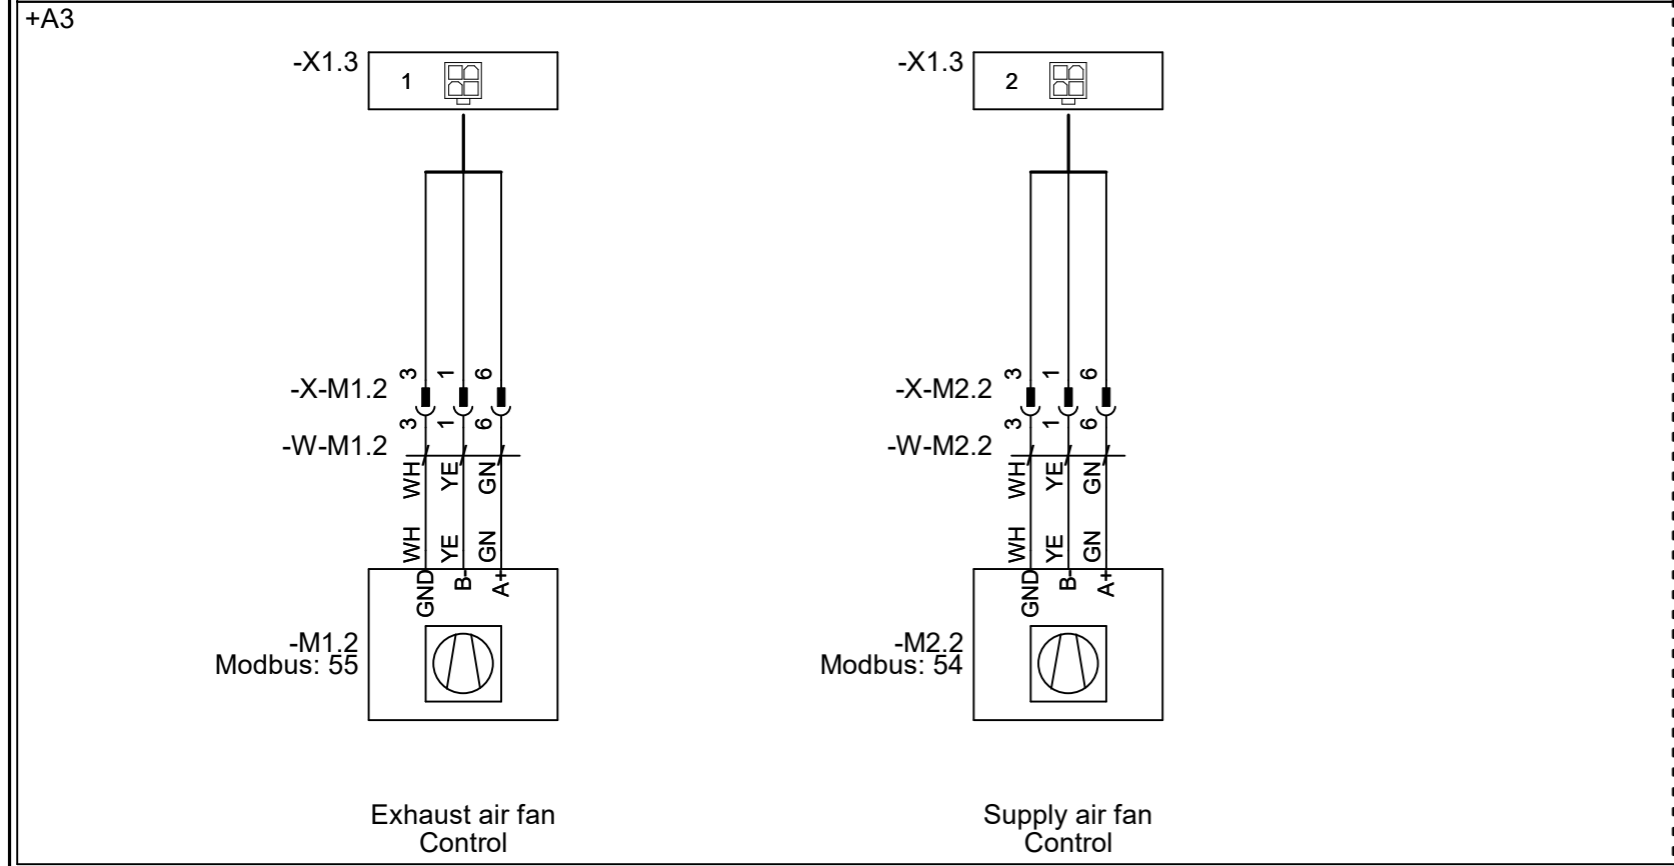 +A3
-X1.3
1
-X1.3
2
3 1 6
-X-M1.2
3 1 6
-W-M1.2
WH YE GN
WH YE GN
GND B- A+
-M1.2
Modbus: 55
3 1 6
-X-M2.2
3 1 6
-W-M2.2
WH YE GN
WH YE GN
GND B- A+
-M2.2
Modbus: 54
Exhaust air fan
Control
Supply air fan
Control